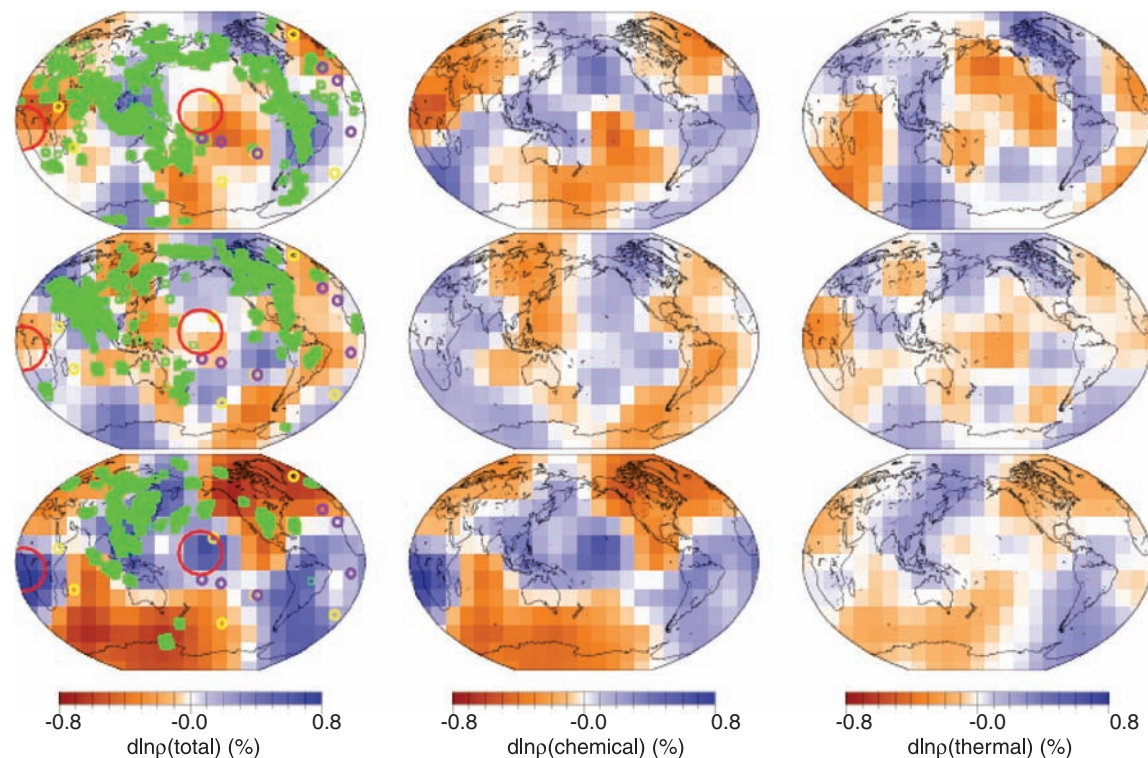 -0.8 -0.0 0.8 -0.8 -0.0 0.8 -0.8 -0.0 0.8
dlnρ(total) (%) dlnρ(chemical) (%) dlnρ(thermal) (%)